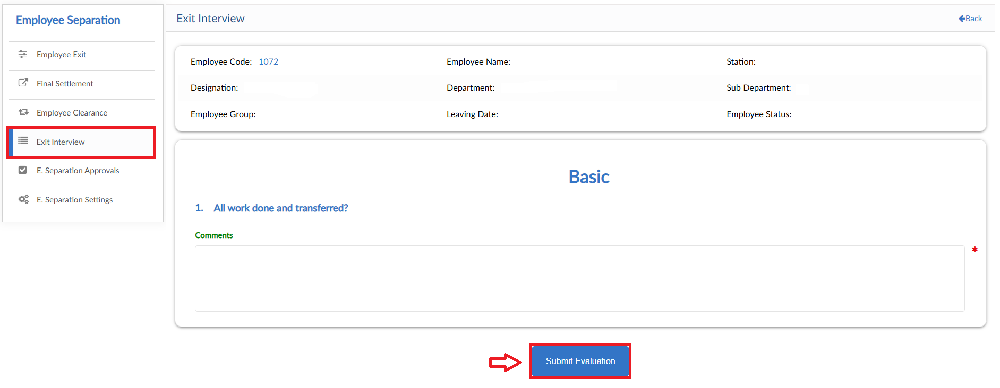 Employee Separation
Employee Exit
Final Settlement
Employee Clearance
Exit Interview
E. Separation Approvals
E. Separation Settings
Exit Interview
Back
Employee Code: 1072
Employee Name:
Station:
Designation:
Department:
Sub Department:
Employee Group:
Leaving Date:
Employee Status:
Basic
1. All work done and transferred?
Comments
*
Submit Evaluation